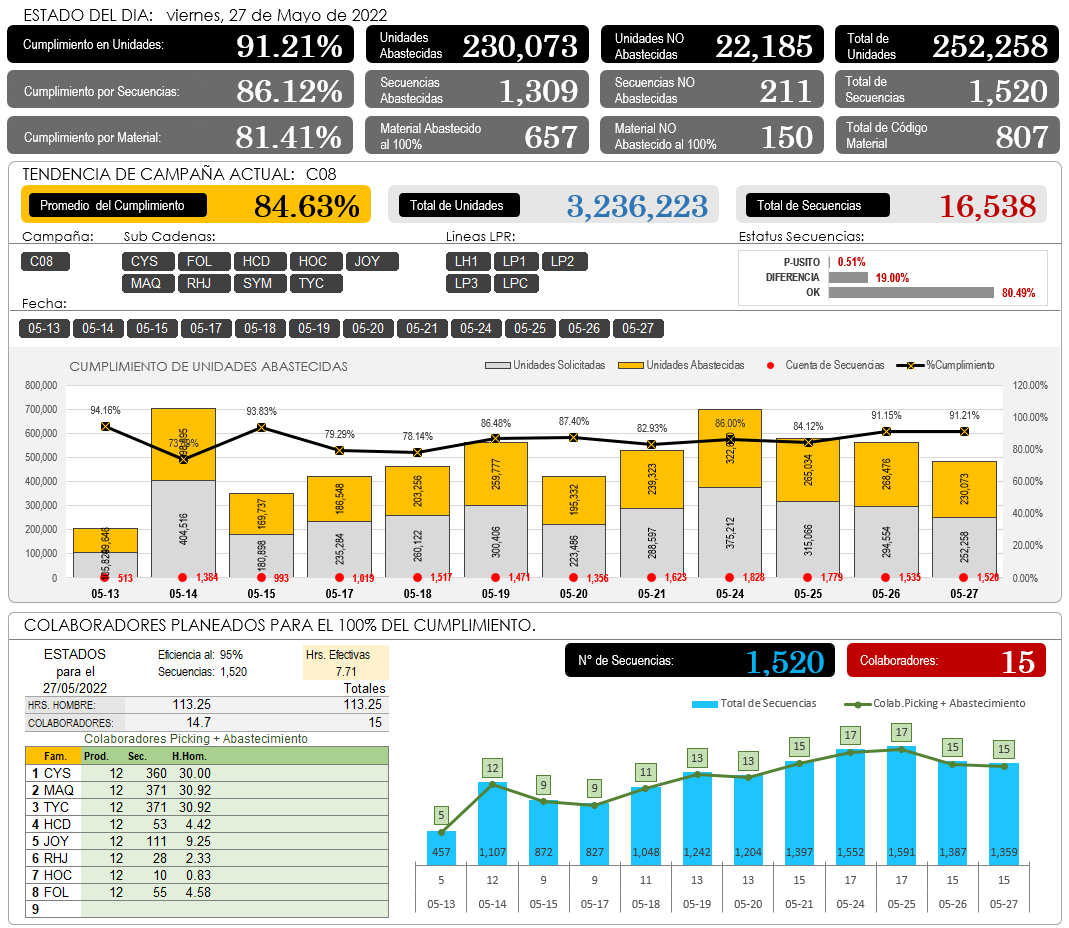 ESTADO DEL DIA: viernes, 27 de Mayo de 2022
Cumplimiento en Unidades: 91.21%
Unidades Abastecidas 230,073
Unidades NO Abastecidas 22,185
Total de Unidades 252,258
Cumplimiento por Secuencias: 86.12%
Secuencias Abastecidas 1,309
Secuencias NO Abastecidas 211
Total de Secuencias 1,520
Cumplimiento por Material: 81.41%
Material Abastecido al 100% 657
Material NO Abastecido al 100% 150
Total de Código Material 807
TENDENCIA DE CAMPAÑA ACTUAL: C08
Promedio del Cumplimiento 84.63%
Total de Unidades 3,236,223
Total de Secuencias 16,538
Campaña: Sub Cadenas: Lineas LPR: Estatus Secuencias:
C08 CYS FOL HCD HOC JOY LH1 LP1 LP2
MAQ RHJ SYM TYC LP3 LPC
P-USITO 0.51%
DIFERENCIA 19.00%
OK 80.49%
Fecha:
05-13 05-14 05-15 05-17 05-18 05-19 05-20 05-21 05-24 05-25 05-26 05-27
CUMPLIMIENTO DE UNIDADES ABASTECIDAS
Unidades Solicitadas Unidades Abastecidas Cuenta de Secuencias %Cumplimiento
800,000
700,000
600,000
500,000
400,000
300,000
200,000
100,000
0
120.00%
100.00%
80.00%
60.00%
40.00%
20.00%
0.00%
94.16% 93.83% 79.29% 78.14% 86.48% 87.40% 82.93% 86.00% 84.12% 91.15% 91.21%
169,737 186,548 203,256 259,777 195,332 239,323 265,034 268,476 230,073
404,516 180,898 235,284 260,122 300,406 223,486 288,597 375,212 315,066 294,554 252,258
513 1,384 993 1,019 1,517 1,471 1,356 1,623 1,828 1,779 1,535 1,520
05-13 05-14 05-15 05-17 05-18 05-19 05-20 05-21 05-24 05-25 05-26 05-27
COLABORADORES PLANEADOS PARA EL 100% DEL CUMPLIMIENTO.
ESTADOS
para el
27/05/2022
Eficiencia al: 95%
Secuencias: 1,520
Hrs. Efectivas
7.71
Totales
HRS. HOMBRE: 113.25 113.25
COLABORADORES: 14.7 15
Colaboradores Picking + Abastecimiento
Fam. Prod. Sec. H.Hom.
1 CYS 12 360 30.00
2 MAQ 12 371 30.92
3 TYC 12 371 30.92
4 HCD 12 53 4.42
5 JOY 12 111 9.25
6 RHJ 12 28 2.33
7 HOC 12 10 0.83
8 FOL 12 55 4.58
9
N° de Secuencias: 1,520
Colaboradores: 15
Total de Secuencias Colab.Picking + Abastecimiento
5 12 9 9 11 13 13 15 17 17 15 15
457 1,107 872 827 1,048 1,242 1,204 1,397 1,552 1,591 1,387 1,359
5 12 9 9 11 13 13 15 17 17 15 15
05-13 05-14 05-15 05-17 05-18 05-19 05-20 05-21 05-24 05-25 05-26 05-27